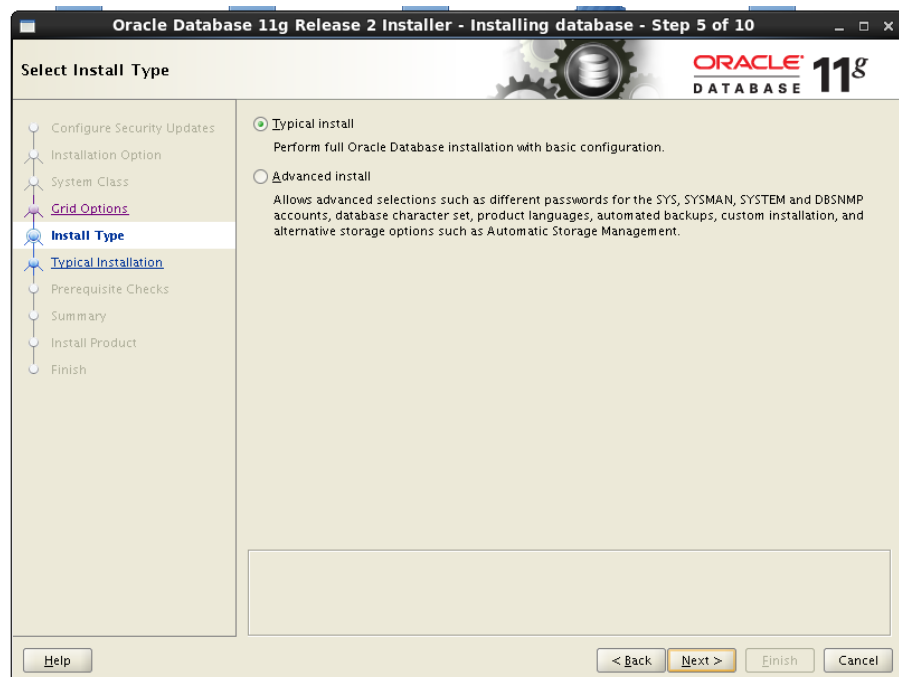 Oracle Database 11g Release 2 Installer - Installing database - Step 5 of 10
Select Install Type
ORACLE
DATABASE
11g
Configure Security Updates
Installation Option
System Class
Grid Options
Install Type
Typical Installation
Prerequisite Checks
Summary
Install Product
Finish
Typical install
Perform full Oracle Database installation with basic configuration.
Advanced install
Allows advanced selections such as different passwords for the SYS, SYSMAN, SYSTEM and DBSNMP
accounts, database character set, product languages, automated backups, custom installation, and
alternative storage options such as Automatic Storage Management.
Help
< Back
Next >
Finish
Cancel